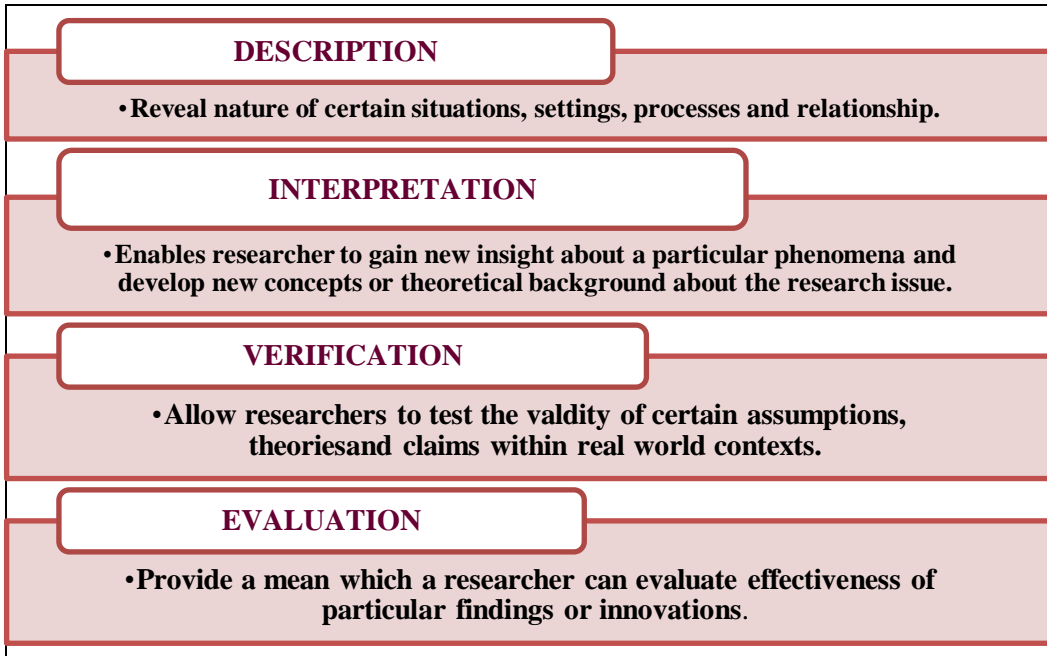 DESCRIPTION
•Reveal nature of certain situations, settings, processes and relationship.
INTERPRETATION
•Enables researcher to gain new insight about a particular phenomena and
develop new concepts or theoretical background about the research issue.
VERIFICATION
•Allow researchers to test the valdity of certain assumptions,
theoriesand claims within real world contexts.
EVALUATION
•Provide a mean which a researcher can evaluate effectiveness of
particular findings or innovations.